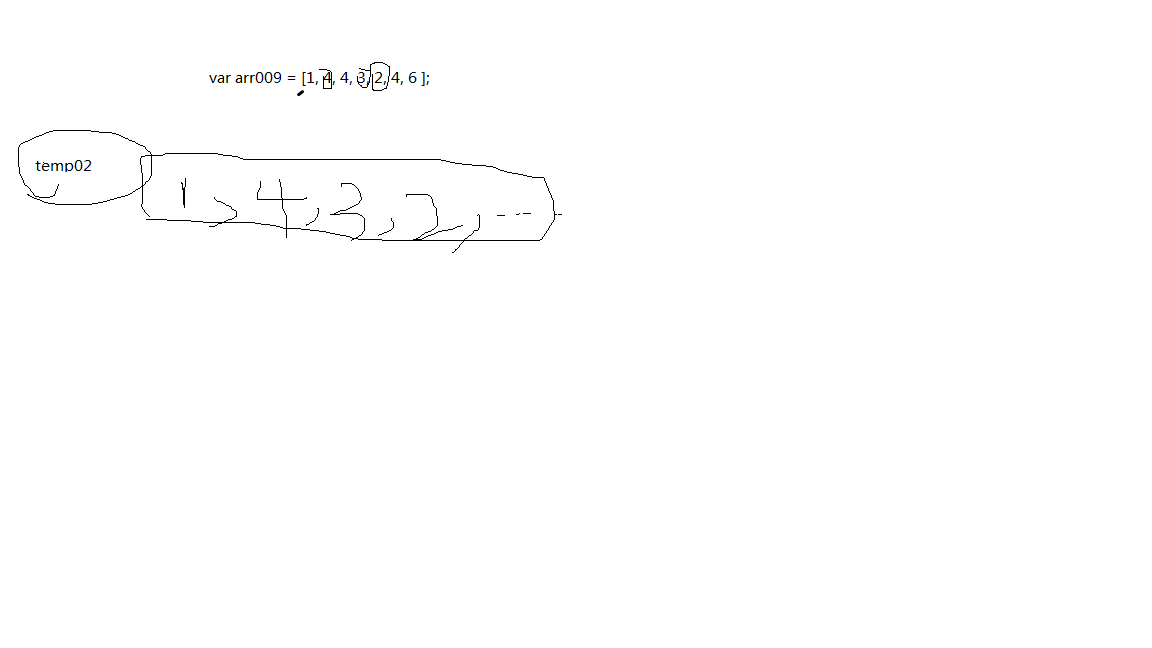 var arr009 = [1, 4, 4, 3, 2, 4, 6 ];
temp02
1, 4, 3, 2, - - -